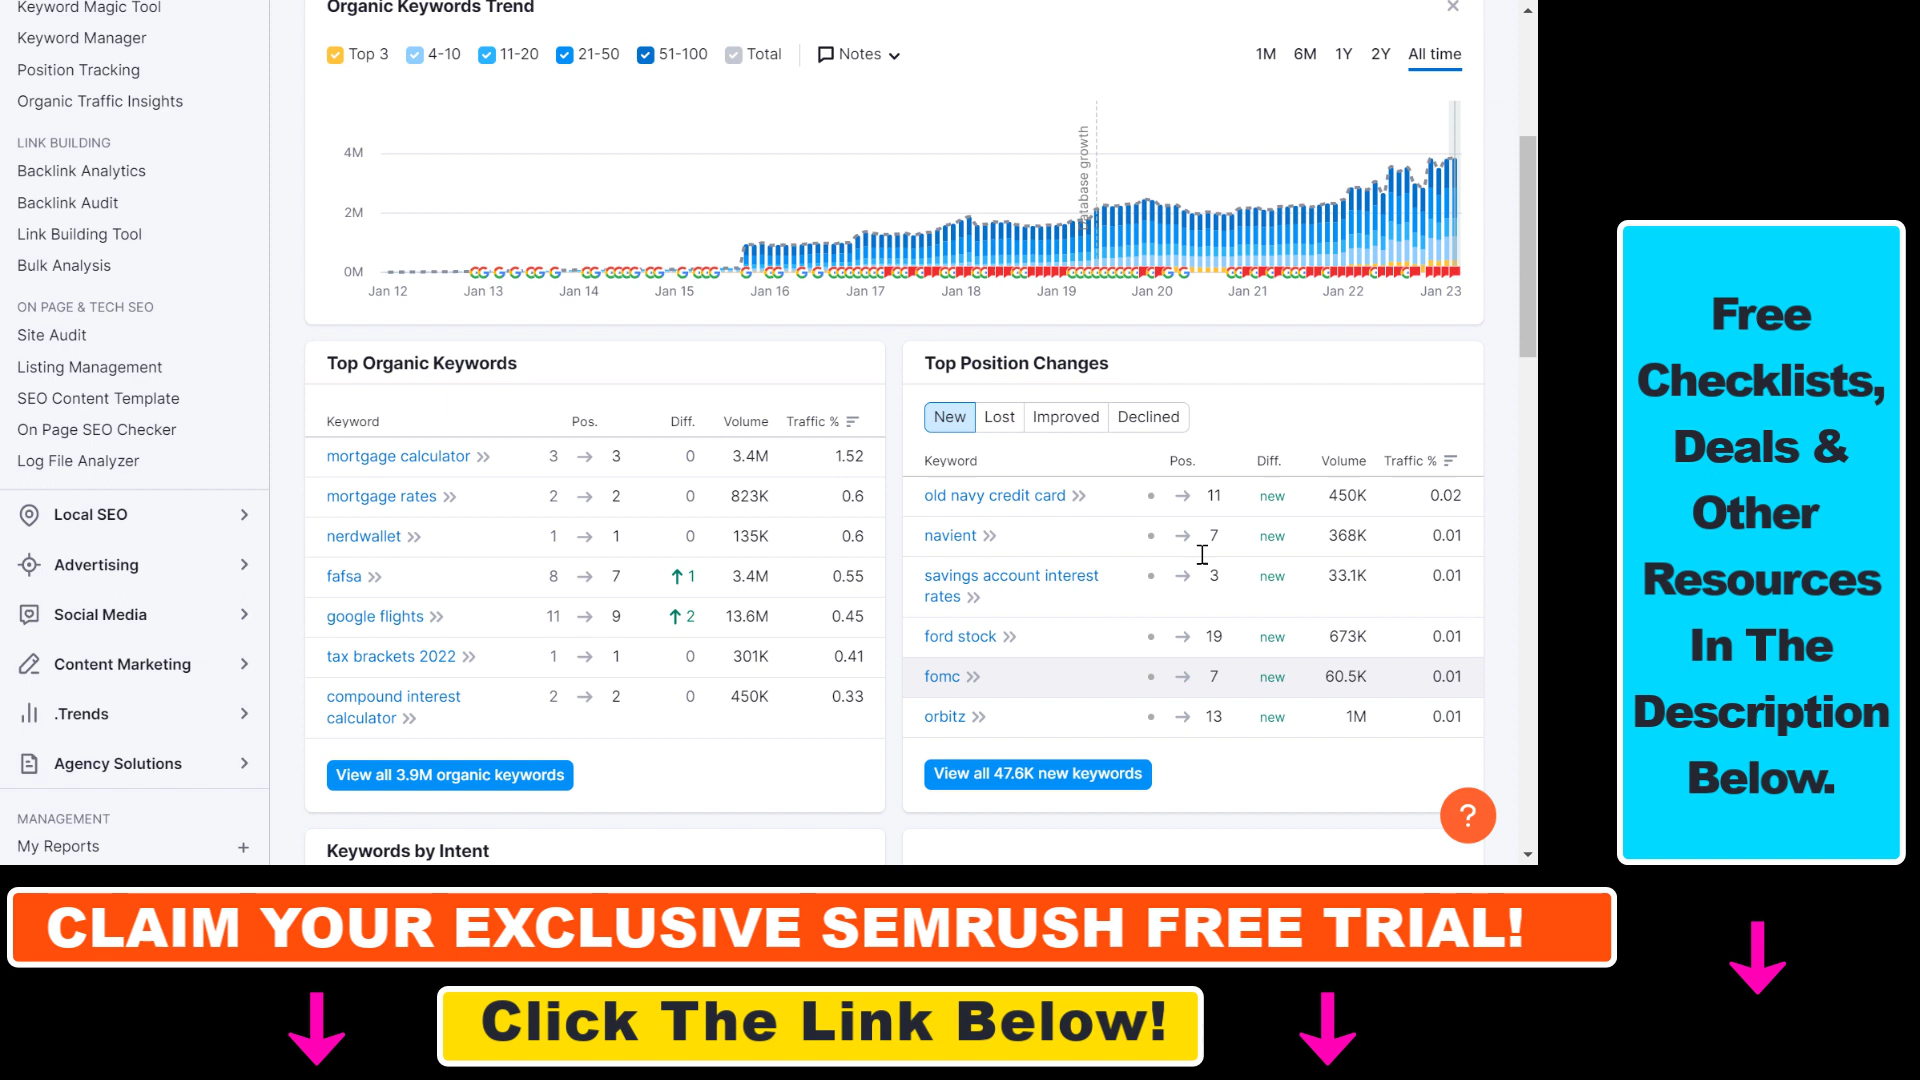 Keyword Magic Tool
Keyword Manager
Position Tracking
Organic Traffic Insights
LINK BUILDING
Backlink Analytics
Backlink Audit
Link Building Tool
Bulk Analysis
ON PAGE & TECH SEO
Site Audit
Listing Management
SEO Content Template
On Page SEO Checker
Log File Analyzer
Local SEO
Advertising
Social Media
Content Marketing
.Trends
Agency Solutions
MANAGEMENT
My Reports +
Organic Keywords Trend
Top 3 4-10 11-20 21-50 51-100 Total Notes 1M 6M 1Y 2Y All time
Database growth
4M
2M
0M
Jan 12 Jan 13 Jan 14 Jan 15 Jan 16 Jan 17 Jan 18 Jan 19 Jan 20 Jan 21 Jan 22 Jan 23
Top Organic Keywords
Keyword Pos. Diff. Volume Traffic %
mortgage calculator >> 3 → 3 0 3.4M 1.52
mortgage rates >> 2 → 2 0 823K 0.6
nerdwallet >> 1 → 1 0 135K 0.6
fafsa >> 8 → 7 ↑ 1 3.4M 0.55
google flights >> 11 → 9 ↑ 2 13.6M 0.45
tax brackets 2022 >> 1 → 1 0 301K 0.41
compound interest 2 → 2 0 450K 0.33
calculator >>
View all 3.9M organic keywords
Top Position Changes
New Lost Improved Declined
Keyword Pos. Diff. Volume Traffic %
old navy credit card >> • → 11 new 450K 0.02
navient >> • → 7 new 368K 0.01
savings account interest • → 3 new 33.1K 0.01
rates >>
ford stock >> • → 19 new 673K 0.01
fomc >> • → 7 new 60.5K 0.01
orbitz >> • → 13 new 1M 0.01
View all 47.6K new keywords
?
Keywords by Intent
Free
Checklists,
Deals &
Other
Resources
In The
Description
Below.
CLAIM YOUR EXCLUSIVE SEMRUSH FREE TRIAL!
Click The Link Below!